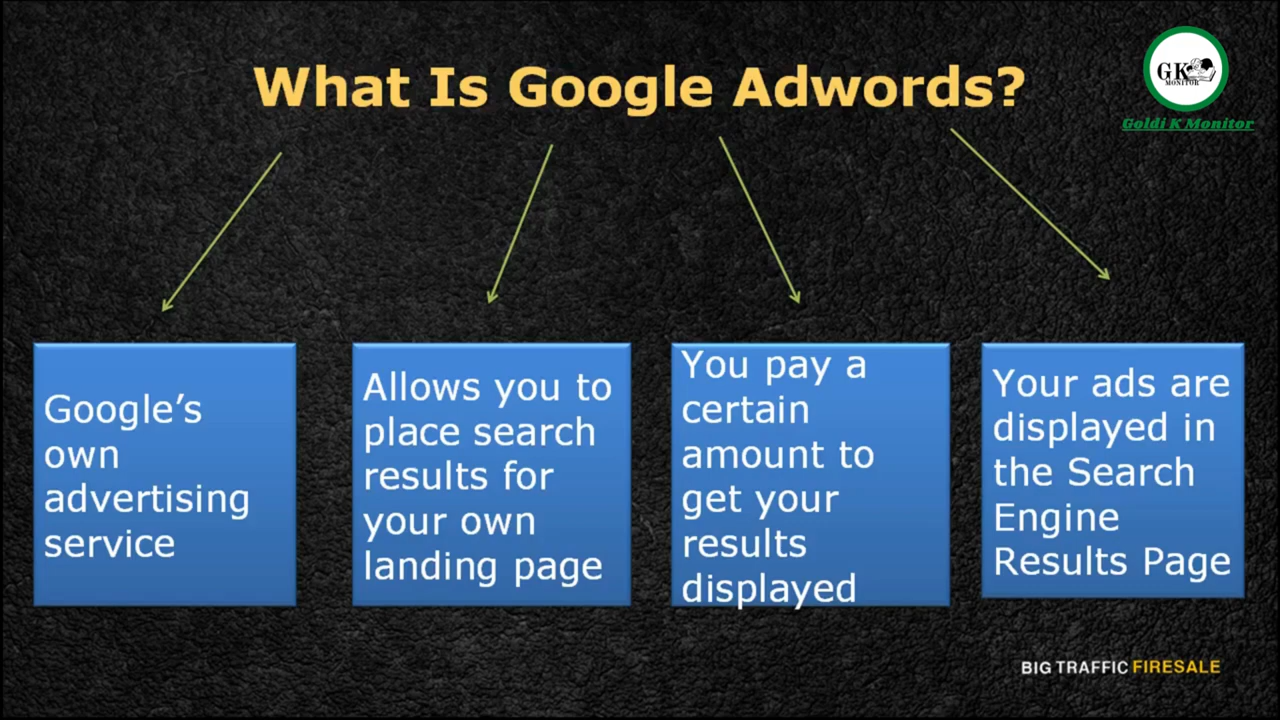 What Is Google Adwords?
GK
MONITOR
Goldi K Monitor
Google’s
own
advertising
service
Allows you to
place search
results for
your own
landing page
You pay a
certain
amount to
get your
results
displayed
Your ads are
displayed in
the Search
Engine
Results Page
BIG TRAFFIC FIRESALE